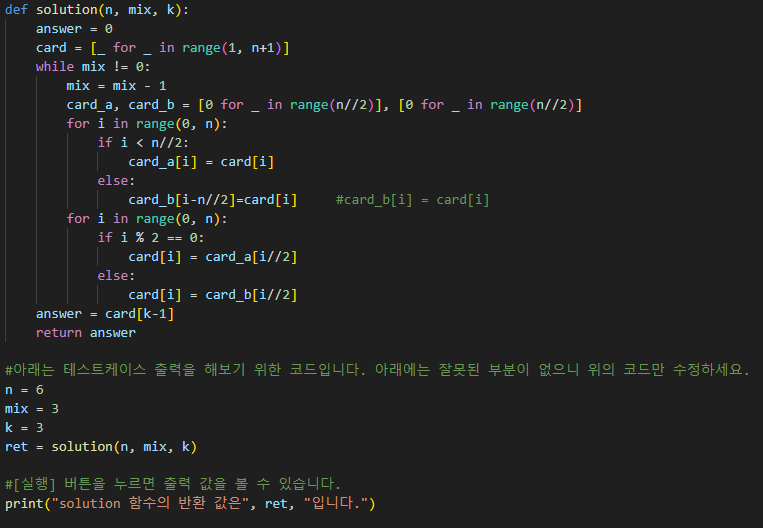 def solution(n, mix, k):
    answer = 0
    card = [_ for _ in range(1, n+1)]
    while mix != 0:
        mix = mix - 1
        card_a, card_b = [0 for _ in range(n//2)], [0 for _ in range(n//2)]
        for i in range(0, n):
            if i < n//2:
                card_a[i] = card[i]
            else:
                card_b[i-n//2]=card[i]     #card_b[i] = card[i]
        for i in range(0, n):
            if i % 2 == 0:
                card[i] = card_a[i//2]
            else:
                card[i] = card_b[i//2]
    answer = card[k-1]
    return answer

#아래는 테스트케이스 출력을 해보기 위한 코드입니다. 아래에는 잘못된 부분이 없으니 위의 코드만 수정하세요.
n = 6
mix = 3
k = 3
ret = solution(n, mix, k)

#[실행] 버튼을 누르면 출력 값을 볼 수 있습니다.
print("solution 함수의 반환 값은", ret, "입니다.")